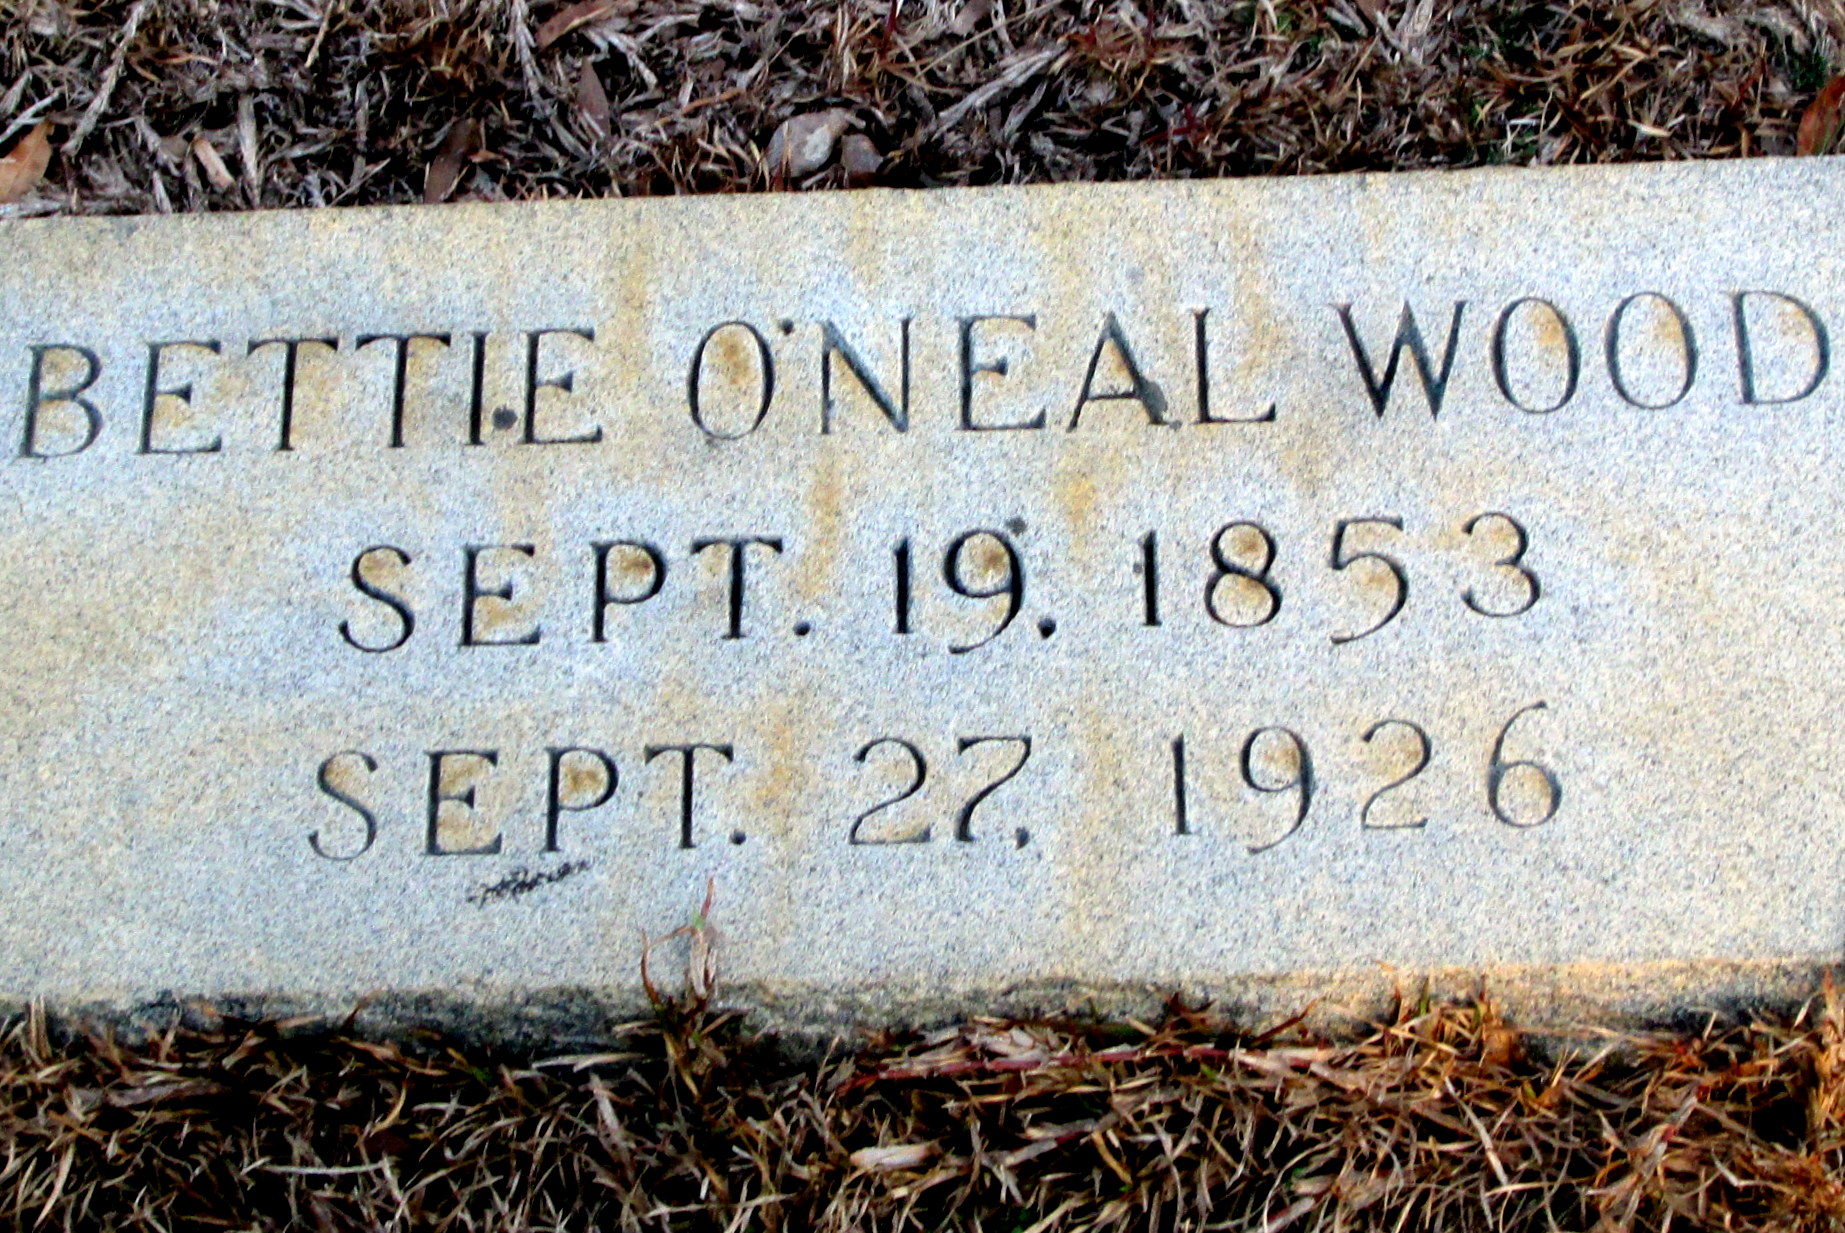 BETTIE O'NEAL WOOD
SEPT. 19. 1853
SEPT. 27, 1926